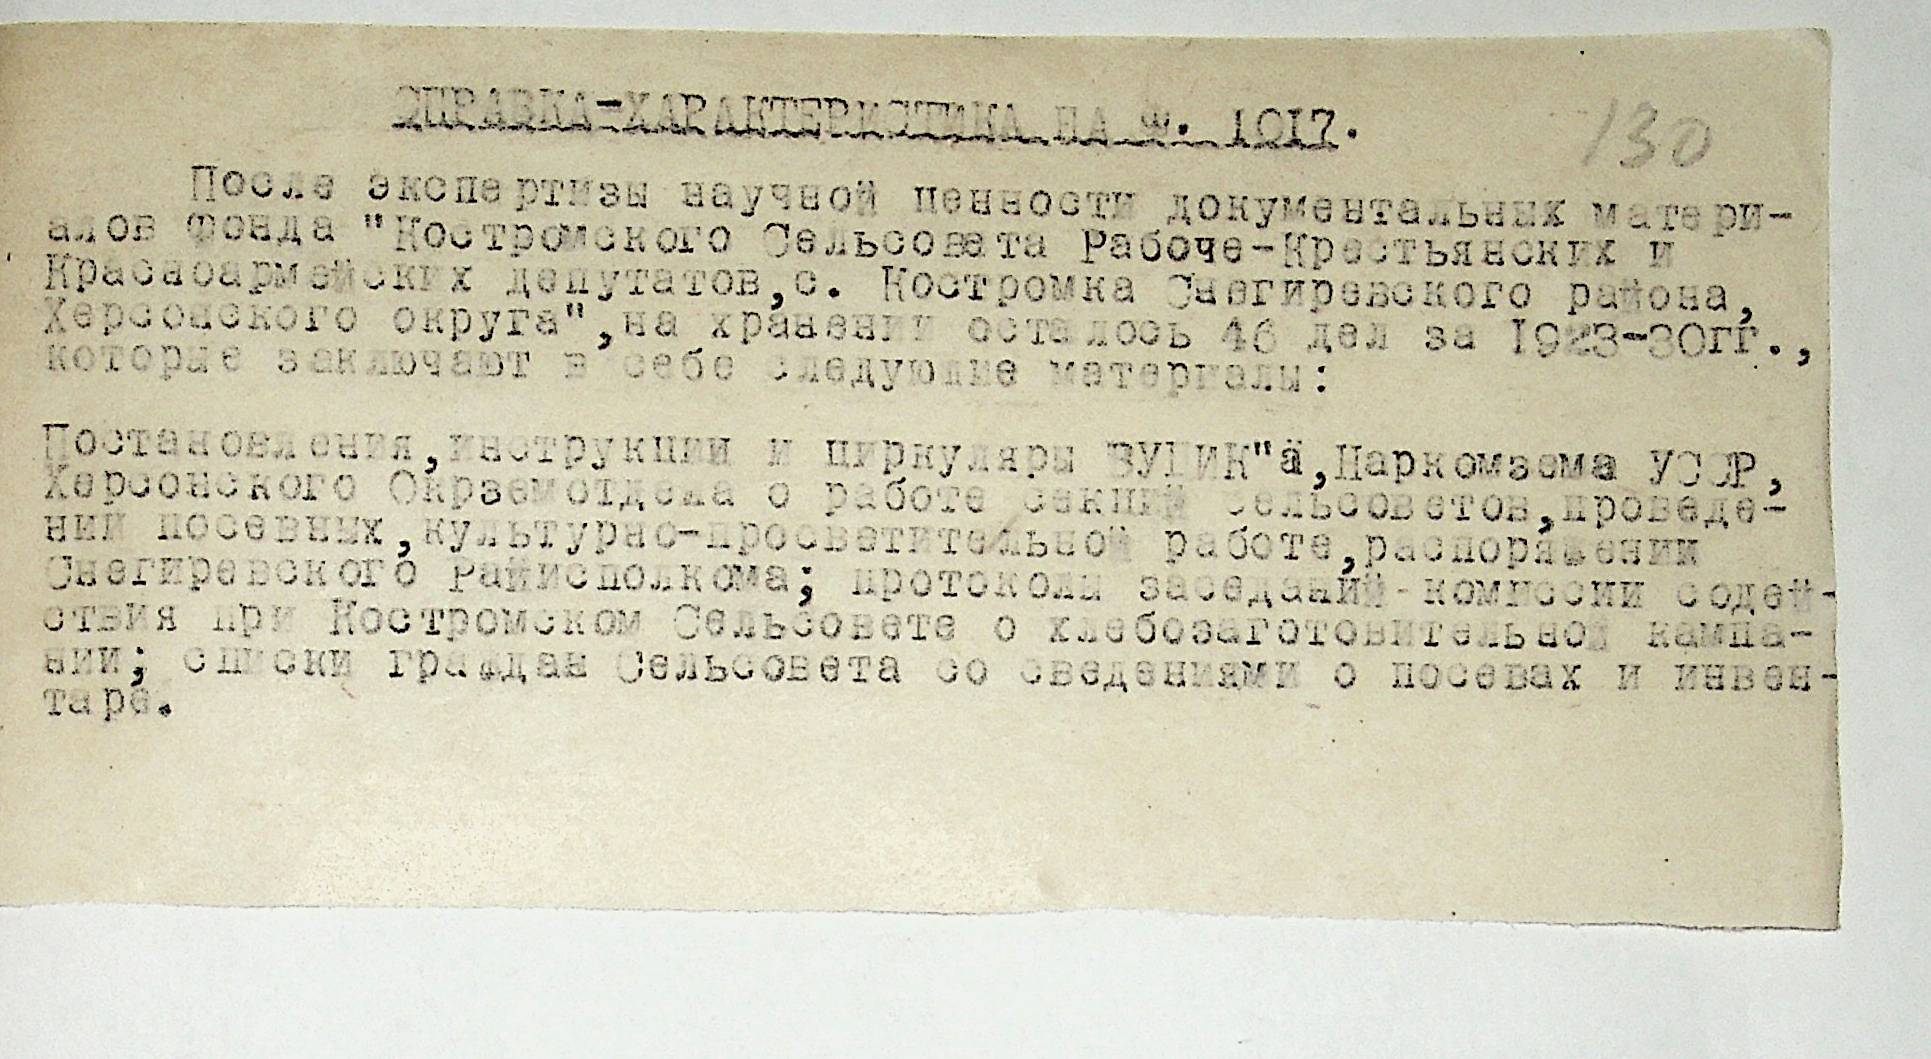 СПРАВКА-ХАРАКТЕРИСТИКА НА Ф. 1017.
130
После экспертизы научной ценности документальных матери-
алов Фонда "Костромского Сельсовета Рабоче-Крестьянских и
Красноармейских депутатов,с. Костромка Снегиревского района,
Херсонского округа",на хранении осталось 46 дел за 1923-30гг.,
которые заключают в себе следующие материалы:
Постановления,инструкции и циркуляры ВУЦИК"а,Наркомзема УССР,
Херсонского Окрземотдела о работе секций сельсоветов,проведе-
нии посевных,культурно-просветительной работе,распоряжении
Снегиревского Райисполкома; протоколы заседаний комиссии содей-
ствия при Костромском Сельсовете о хлебозаготовительной кампа-
нии; списки граждан Сельсовета со сведениями о посевах и инвен-
таре.